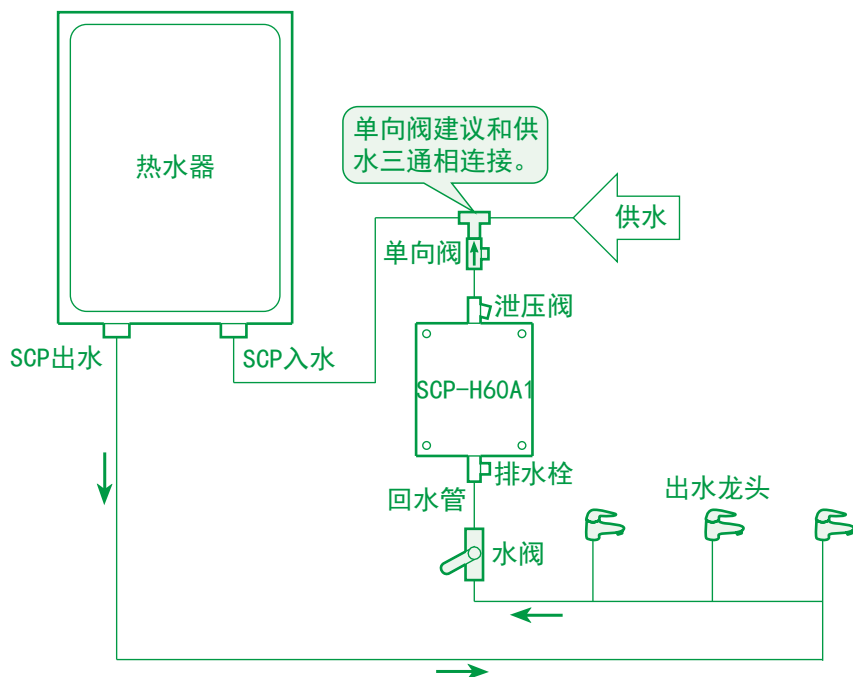 单向阀建议和供
水三通相连接。
热水器
供水
单向阀
泄压阀
SCP出水
SCP入水
SCP-H60A1
排水栓
回水管
出水龙头
水阀